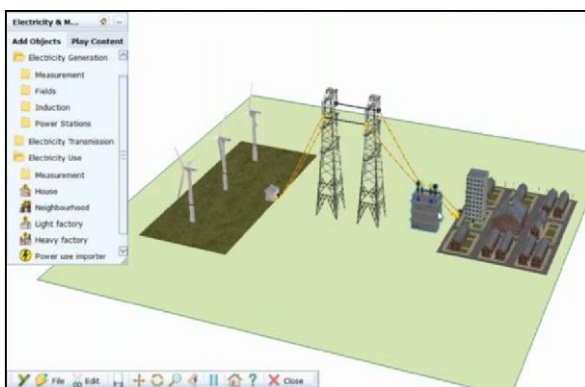 Electricity & M...
Add Objects Play Content
Electricity Generation
Measurement
Fields
Induction
Power Stations
Electricity Transmission
Electricity Use
Measurement
House
Neighbourhood
Light factory
Heavy factory
Power use importer
File Edit ? Close